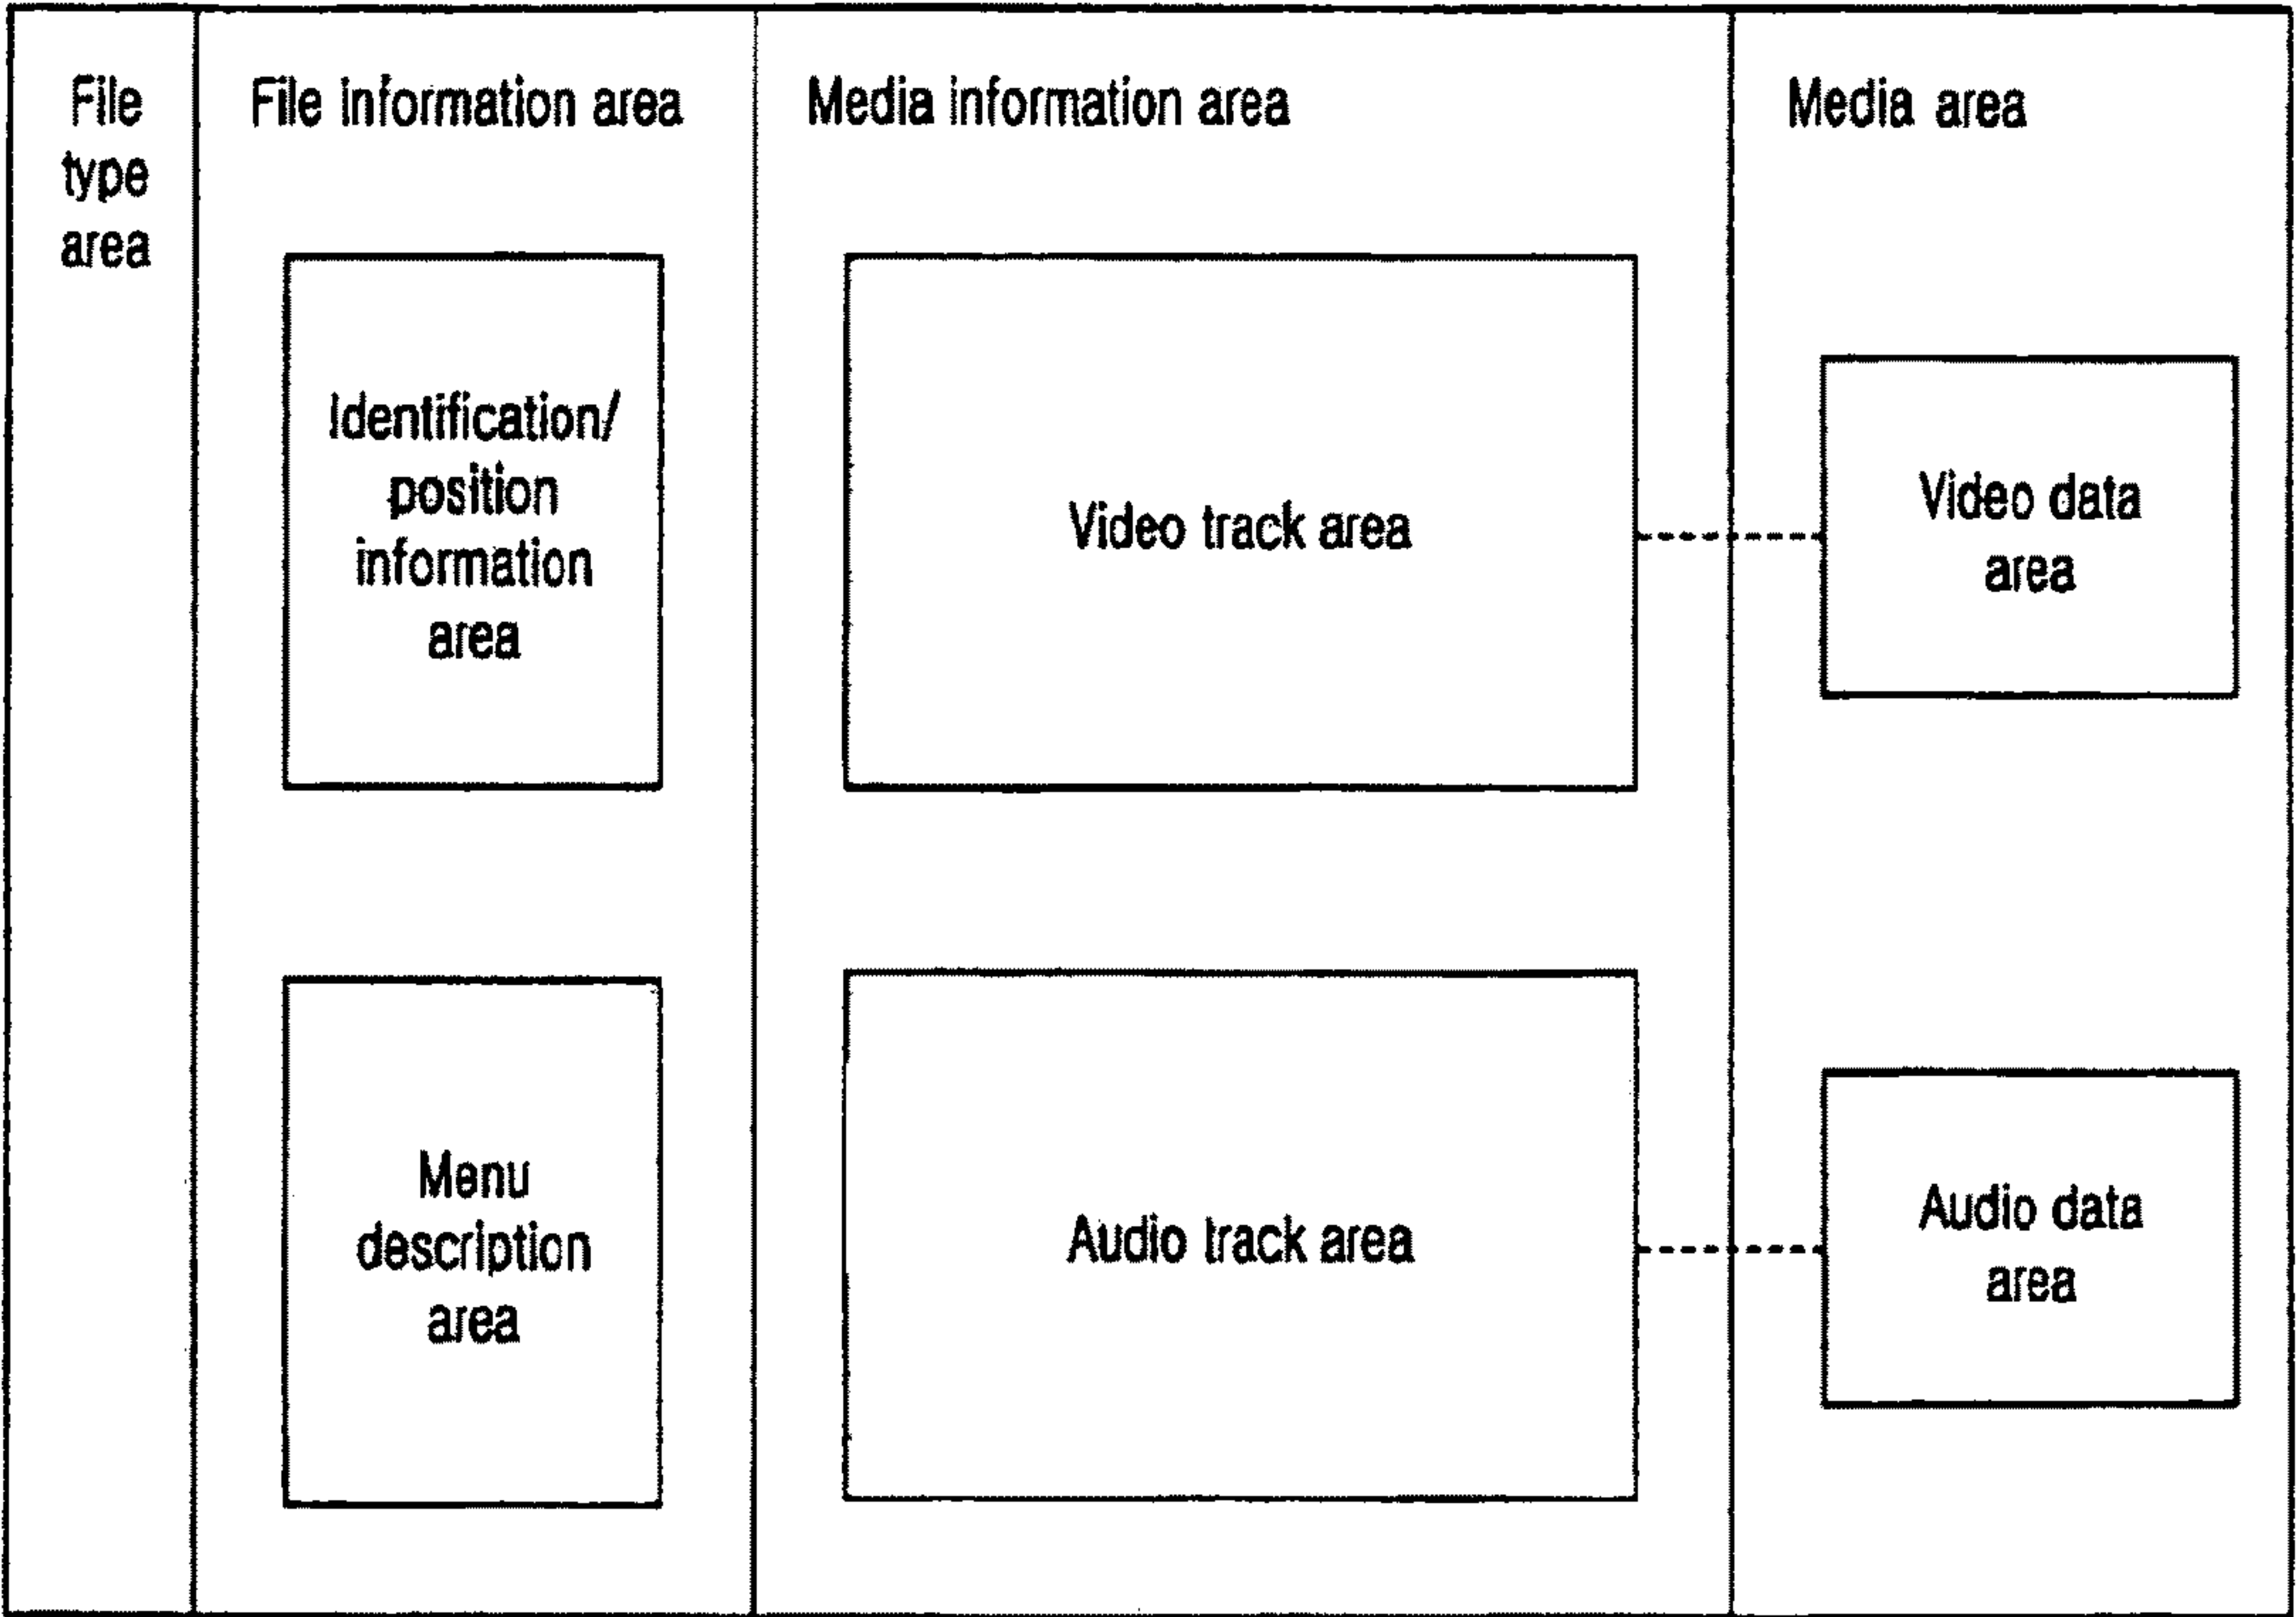 File
type
area
File information area
Identification/
position
information
area
Menu
description
area
Media information area
Video track area
Audio track area
Media area
Video data
area
Audio data
area